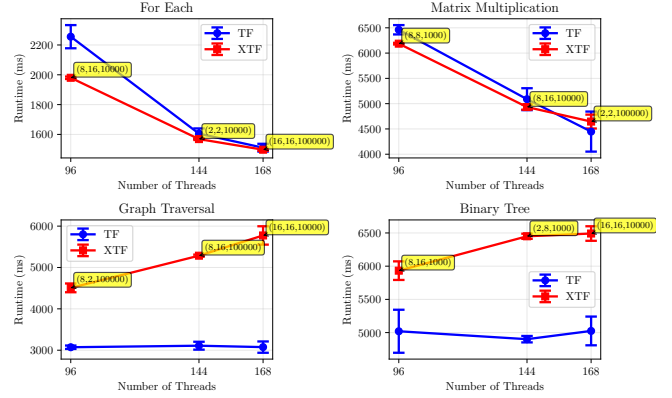 For Each
Runtime (ms)
2200
2000
1800
1600
TF
XTF
(8,16,10000)
(2,2,10000)
(16,16,100000)
96
144
168
Number of Threads
Matrix Multiplication
Runtime (ms)
6500
6000
5500
5000
4500
4000
TF
XTF
(8,8,1000)
(8,16,1000)
(2,2,10000)
96
144
168
Number of Threads
Graph Traversal
Runtime (ms)
6000
5000
4000
3000
TF
XTF
(8,2,100000)
(8,16,100000)
(16,16,100000)
96
144
168
Number of Threads
Binary Tree
Runtime (ms)
6500
6000
5500
5000
TF
XTF
(8,16,1000)
(2,8,1000)
(16,16,10000)
96
144
168
Number of Threads